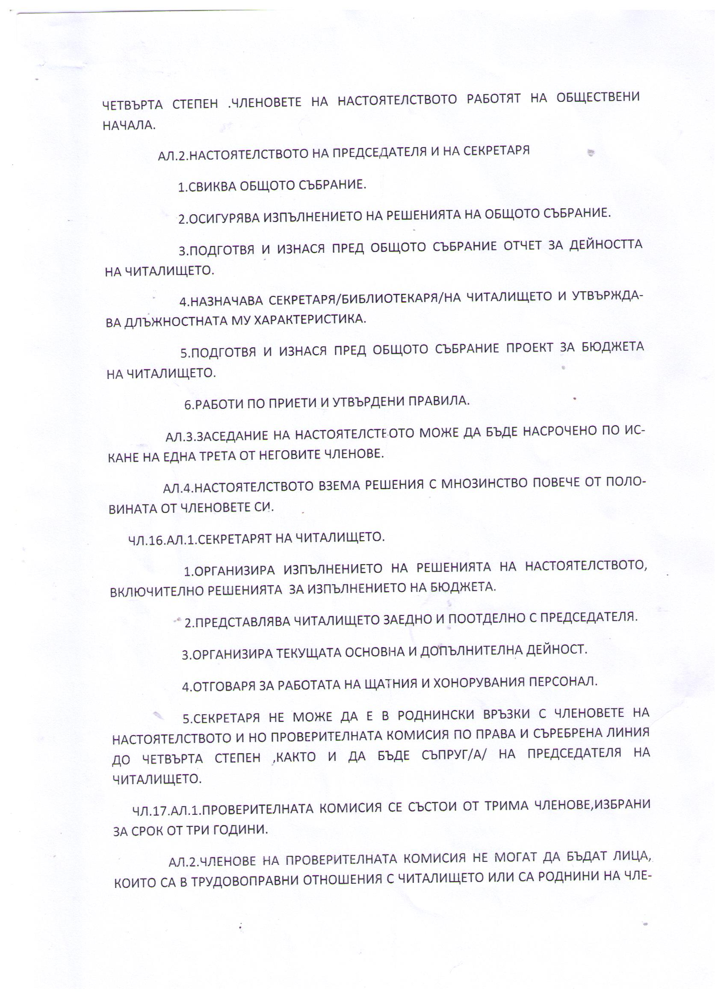 ЧЕТВЪРТА СТЕПЕН .ЧЛЕНОВЕТЕ НА НАСТОЯТЕЛСТВОТО РАБОТЯТ НА ОБЩЕСТВЕНИ
НАЧАЛА.
АЛ.2.НАСТОЯТЕЛСТВОТО НА ПРЕДСЕДАТЕЛЯ И НА СЕКРЕТАРЯ
1.СВИКВА ОБЩОТО СЪБРАНИЕ.
2.ОСИГУРЯВА ИЗПЪЛНЕНИЕТО НА РЕШЕНИЯТА НА ОБЩОТО СЪБРАНИЕ.
3.ПОДГОТВЯ И ИЗНАСЯ ПРЕД ОБЩОТО СЪБРАНИЕ ОТЧЕТ ЗА ДЕЙНОСТТА
НА ЧИТАЛИЩЕТО.
4.НАЗНАЧАВА СЕКРЕТАРЯ/БИБЛИОТЕКАРЯ/НА ЧИТАЛИЩЕТО И УТВЪРЖДА-
ВА ДЛЪЖНОСТНАТА МУ ХАРАКТЕРИСТИКА.
5.ПОДГОТВЯ И ИЗНАСЯ ПРЕД ОБЩОТО СЪБРАНИЕ ПРОЕКТ ЗА БЮДЖЕТА
НА ЧИТАЛИЩЕТО.
6.РАБОТИ ПО ПРИЕТИ И УТВЪРДЕНИ ПРАВИЛА.
АЛ.3.ЗАСЕДАНИЕ НА НАСТОЯТЕЛСТВОТО МОЖЕ ДА БЪДЕ НАСРОЧЕНО ПО ИС-
КАНЕ НА ЕДНА ТРЕТА ОТ НЕГОВИТЕ ЧЛЕНОВЕ.
АЛ.4.НАСТОЯТЕЛСТВОТО ВЗЕМА РЕШЕНИЯ С МНОЗИНСТВО ПОВЕЧЕ ОТ ПОЛО-
ВИНАТА ОТ ЧЛЕНОВЕТЕ СИ.
ЧЛ.16.АЛ.1.СЕКРЕТАРЯТ НА ЧИТАЛИЩЕТО.
1.ОРГАНИЗИРА ИЗПЪЛНЕНИЕТО НА РЕШЕНИЯТА НА НАСТОЯТЕЛСТВОТО,
ВКЛЮЧИТЕЛНО РЕШЕНИЯТА ЗА ИЗПЪЛНЕНИЕТО НА БЮДЖЕТА.
2.ПРЕДСТАВЛЯВА ЧИТАЛИЩЕТО ЗАЕДНО И ПООТДЕЛНО С ПРЕДСЕДАТЕЛЯ.
3.ОРГАНИЗИРА ТЕКУЩАТА ОСНОВНА И ДОПЪЛНИТЕЛНА ДЕЙНОСТ.
4.ОТГОВАРЯ ЗА РАБОТАТА НА ЩАТНИЯ И ХОНОРУВАНИЯ ПЕРСОНАЛ.
5.СЕКРЕТАРЯ НЕ МОЖЕ ДА Е В РОДНИНСКИ ВРЪЗКИ С ЧЛЕНОВЕТЕ НА
НАСТОЯТЕЛСТВОТО И НО ПРОВЕРИТЕЛНАТА КОМИСИЯ ПО ПРАВА И СЪРЕБРЕНА ЛИНИЯ
ДО ЧЕТВЪРТА СТЕПЕН ,КАКТО И ДА БЪДЕ СЪПРУГ/А/ НА ПРЕДСЕДАТЕЛЯ НА
ЧИТАЛИЩЕТО.
ЧЛ.17.АЛ.1.ПРОВЕРИТЕЛНАТА КОМИСИЯ СЕ СЪСТОИ ОТ ТРИМА ЧЛЕНОВЕ,ИЗБРАНИ
ЗА СРОК ОТ ТРИ ГОДИНИ.
АЛ.2.ЧЛЕНОВЕ НА ПРОВЕРИТЕЛНАТА КОМИСИЯ НЕ МОГАТ ДА БЪДАТ ЛИЦА,
КОИТО СА В ТРУДОВОПРАВНИ ОТНОШЕНИЯ С ЧИТАЛИЩЕТО ИЛИ СА РОДНИНИ НА ЧЛЕ-